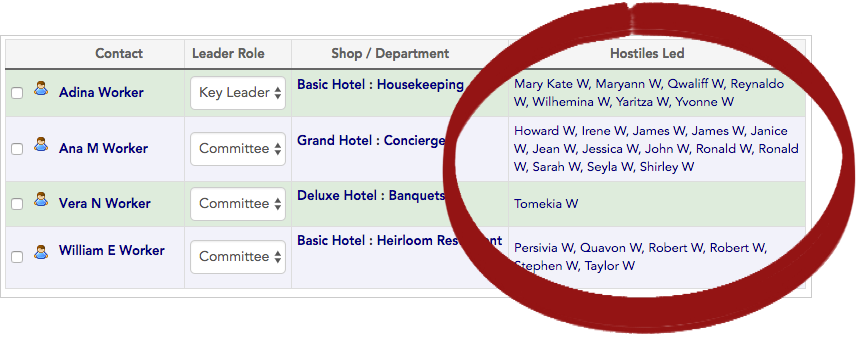 Contact Leader Role Shop / Department Hostiles Led
Adina Worker Key Leader Basic Hotel : Housekeeping Mary Kate W, Maryann W, Qwaliff W, Reynaldo
W, Wilhemina W, Yaritza W, Yvonne W
Ana M Worker Committee Grand Hotel : Concierge Howard W, Irene W, James W, James W, Janice
W, Jean W, Jessica W, John W, Ronald W, Ronald
W, Sarah W, Seyla W, Shirley W
Vera N Worker Committee Deluxe Hotel : Banquets Tomekia W
William E Worker Committee Basic Hotel : Heirloom Restaurant Persivia W, Quavon W, Robert W, Robert W,
Stephen W, Taylor W